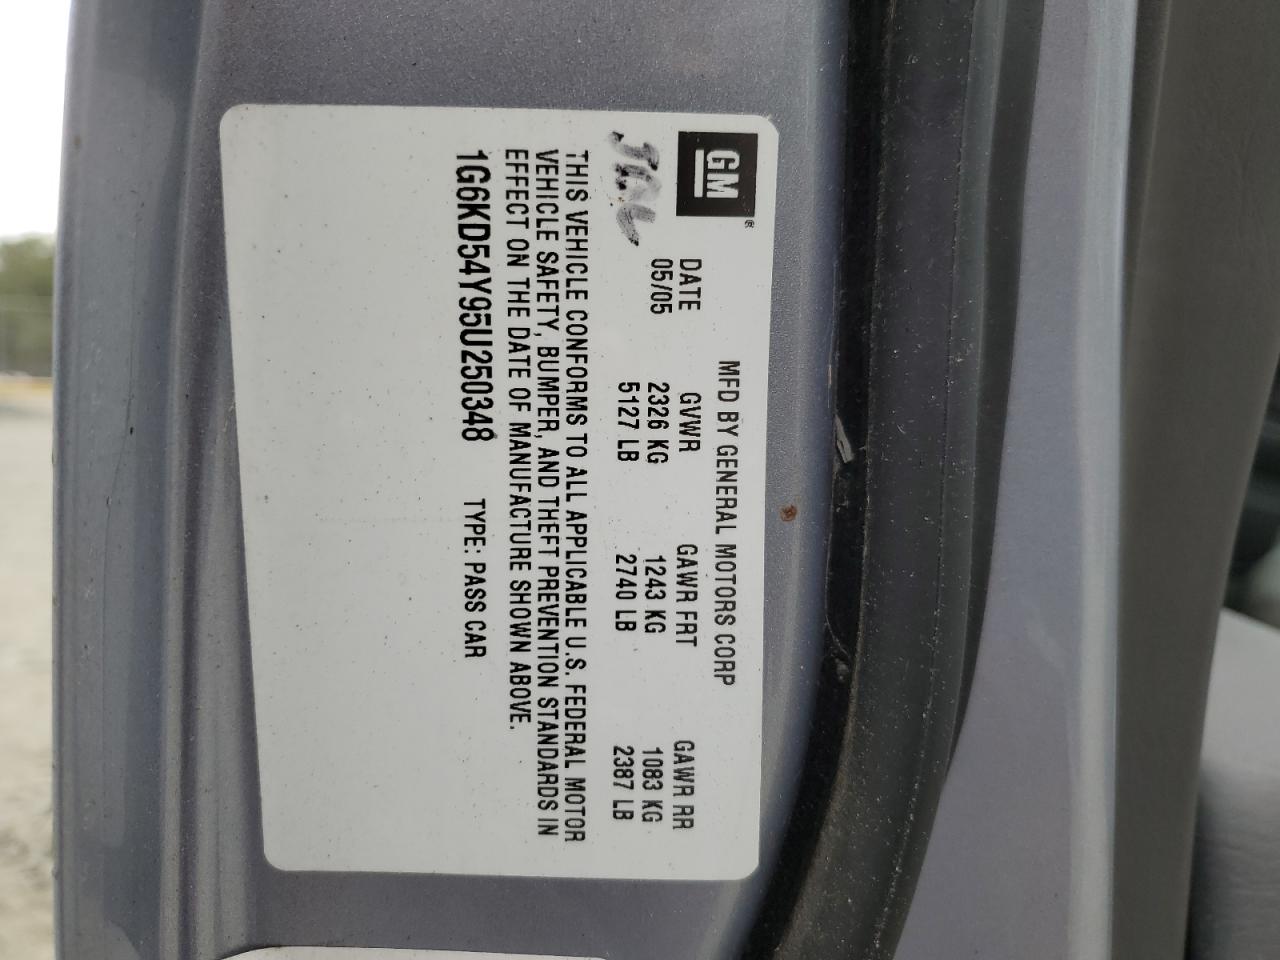 GM®
MFD BY GENERAL MOTORS CORP
DATE GVWR GAWR FRT GAWR RR
05/05 2326 KG 1243 KG 1083 KG
5127 LB 2740 LB 2387 LB
THIS VEHICLE CONFORMS TO ALL APPLICABLE U.S. FEDERAL MOTOR
VEHICLE SAFETY, BUMPER, AND THEFT PREVENTION STANDARDS IN
EFFECT ON THE DATE OF MANUFACTURE SHOWN ABOVE.
1G6KD54Y95U250348 TYPE: PASS CAR